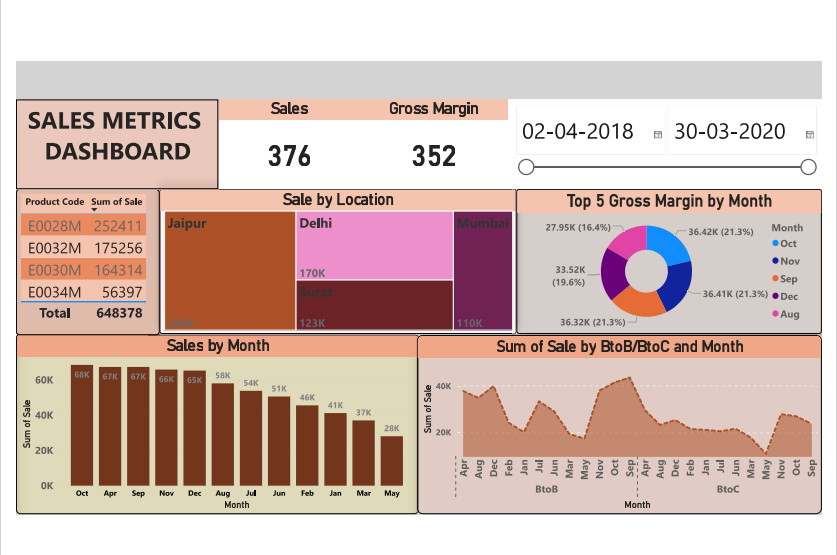 SALES METRICS
DASHBOARD
Sales
376
Gross Margin
352
02-04-2018
30-03-2020
Product Code Sum of Sale
E0028M 252411
E0032M 175256
E0030M 164314
E0034M 56397
Total 648378
Sale by Location
Jaipur
Delhi
170K
Surat
123K
Mumbai
110K
Top 5 Gross Margin by Month
27.95K (16.4%)
36.42K (21.3%)
33.52K
(19.6%)
36.41K (21.3%)
36.32K (21.3%)
Month
Oct
Nov
Sep
Dec
Aug
Sales by Month
Sum of Sale
60K
40K
20K
0K
68K 67K 67K 66K 65K 58K 54K 51K 46K 41K 37K 28K
Oct Apr Sep Nov Dec Aug Jul Jun Feb Jan Mar May
Month
Sum of Sale by BtoB/BtoC and Month
Sum of Sale
40K
20K
Apr Aug Dec Feb Jan Jul Jun Mar May Nov Oct Sep Apr Aug Dec Feb Jan Jul Jun Mar May Nov Oct Sep
BtoB BtoC
Month